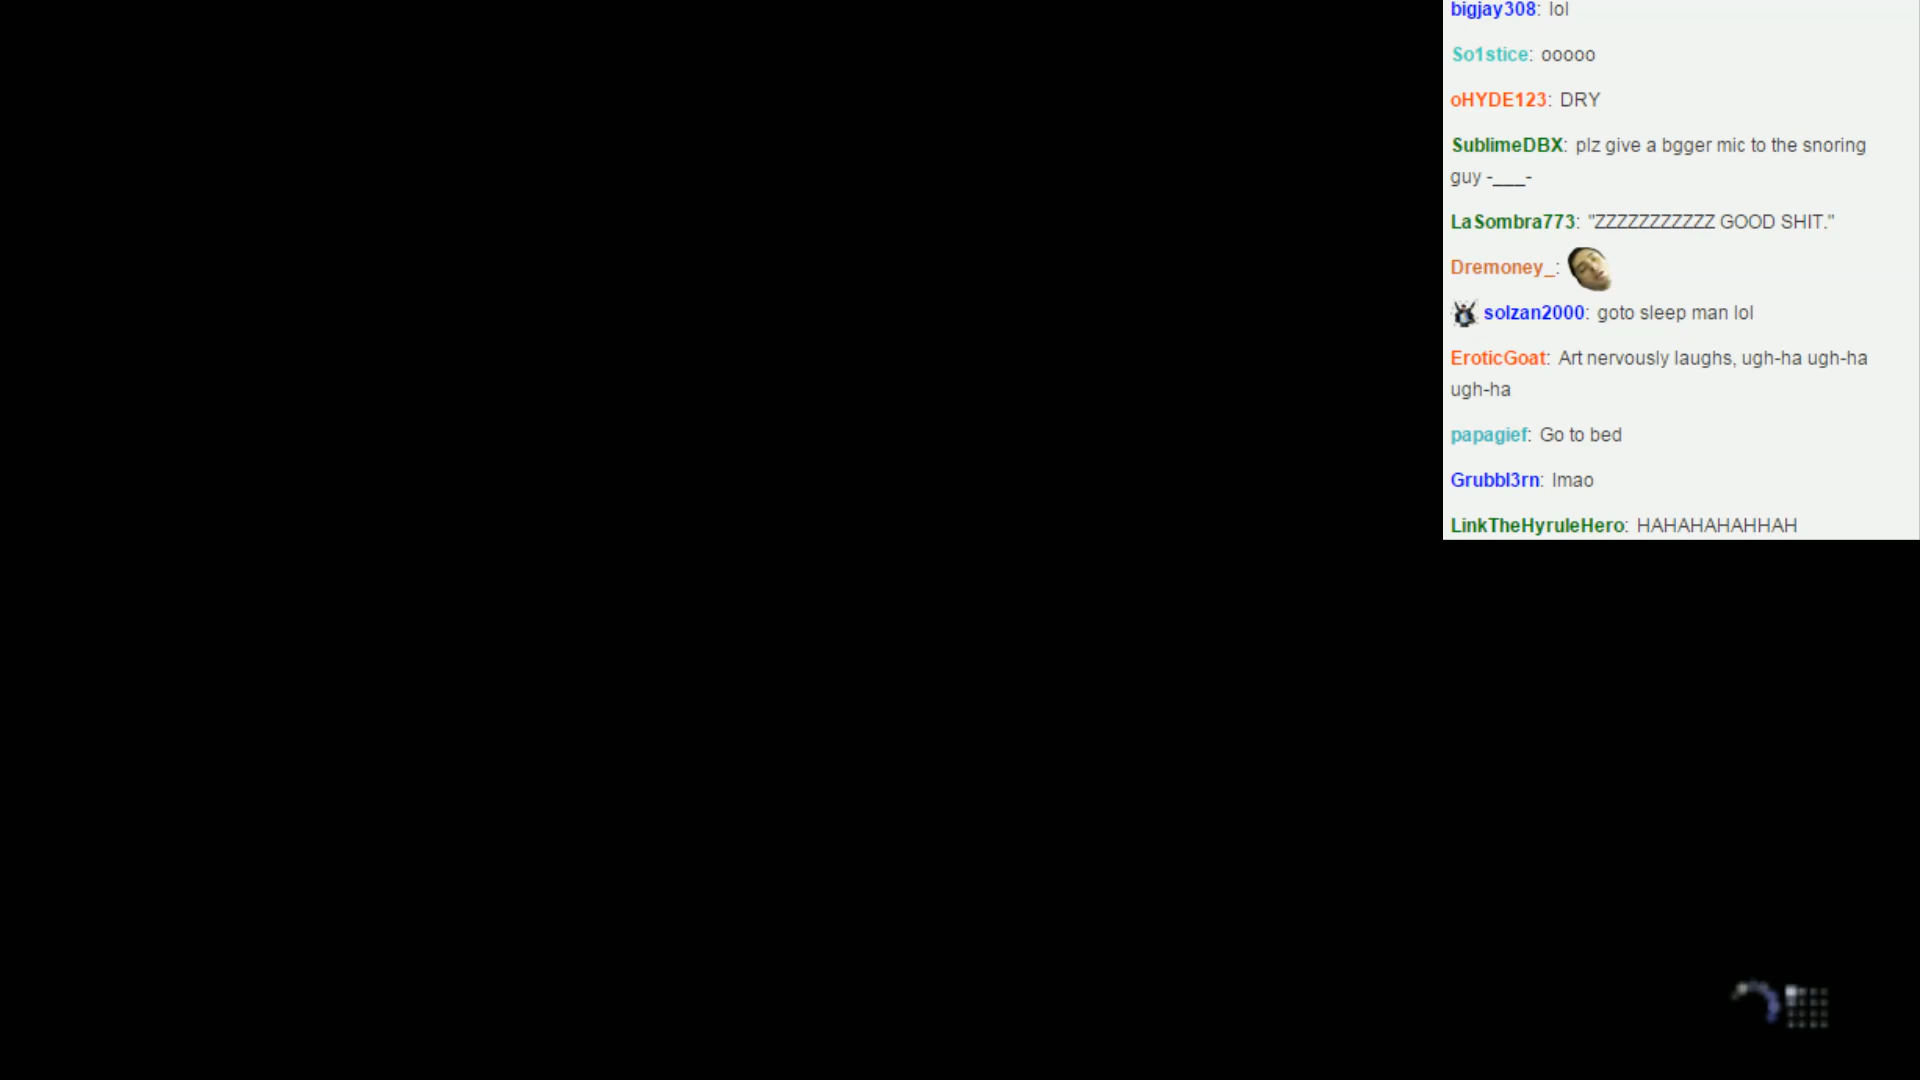 bigjay308: lol
So1stice: ooooo
oHYDE123: DRY
SublimeDBX: plz give a bgger mic to the snoring
guy -___-
LaSombra773: "ZZZZZZZZZZZ GOOD SHIT."
Dremoney_:
solzan2000: goto sleep man lol
EroticGoat: Art nervously laughs, ugh-ha ugh-ha
ugh-ha
papagief: Go to bed
Grubbl3rn: lmao
LinkTheHyruleHero: HAHAHAHAHHAH